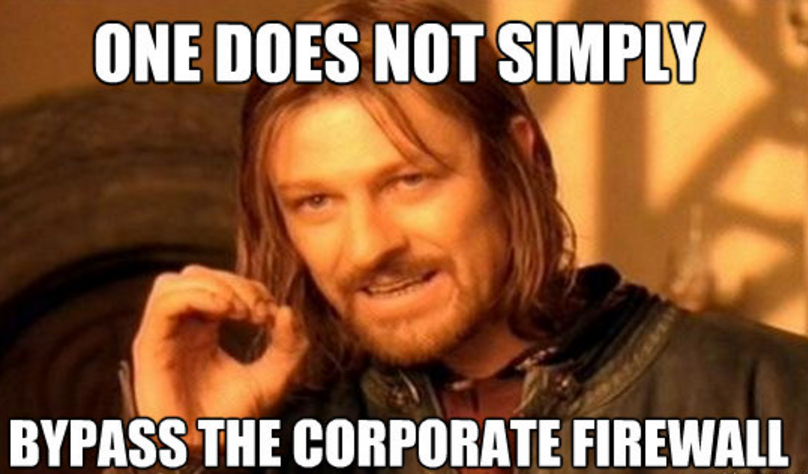 ONE DOES NOT SIMPLY
BYPASS THE CORPORATE FIREWALL